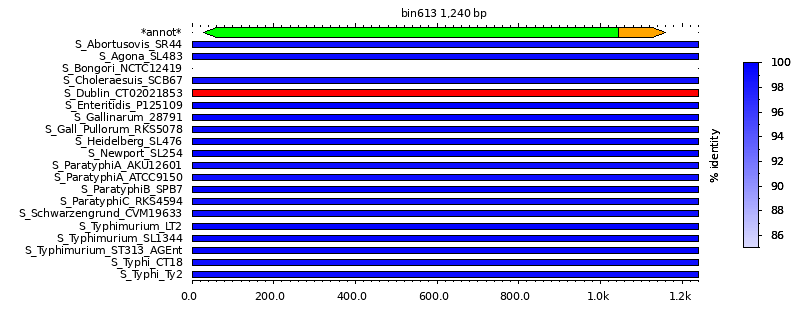 bin613 1,240 bp
*annot*
S_Abortusovis_SR44
S_Agona_SL483
S_Bongori_NCTC12419
S_Choleraesuis_SCB67
S_Dublin_CT02021853
S_Enteritidis_P125109
S_Gallinarum_28791
S_Gall_Pullorum_RKS5078
S_Heidelberg_SL476
S_Newport_SL254
S_ParatyphiA_AKU12601
S_ParatyphiA_ATCC9150
S_ParatyphiB_SPB7
S_ParatyphiC_RKS4594
S_Schwarzengrund_CVM19633
S_Typhimurium_LT2
S_Typhimurium_SL1344
S_Typhimurium_ST313_AGEnt
S_Typhi_CT18
S_Typhi_Ty2
0.0 200.0 400.0 600.0 800.0 1.0k 1.2k
% identity
100
98
96
94
92
90
88
86